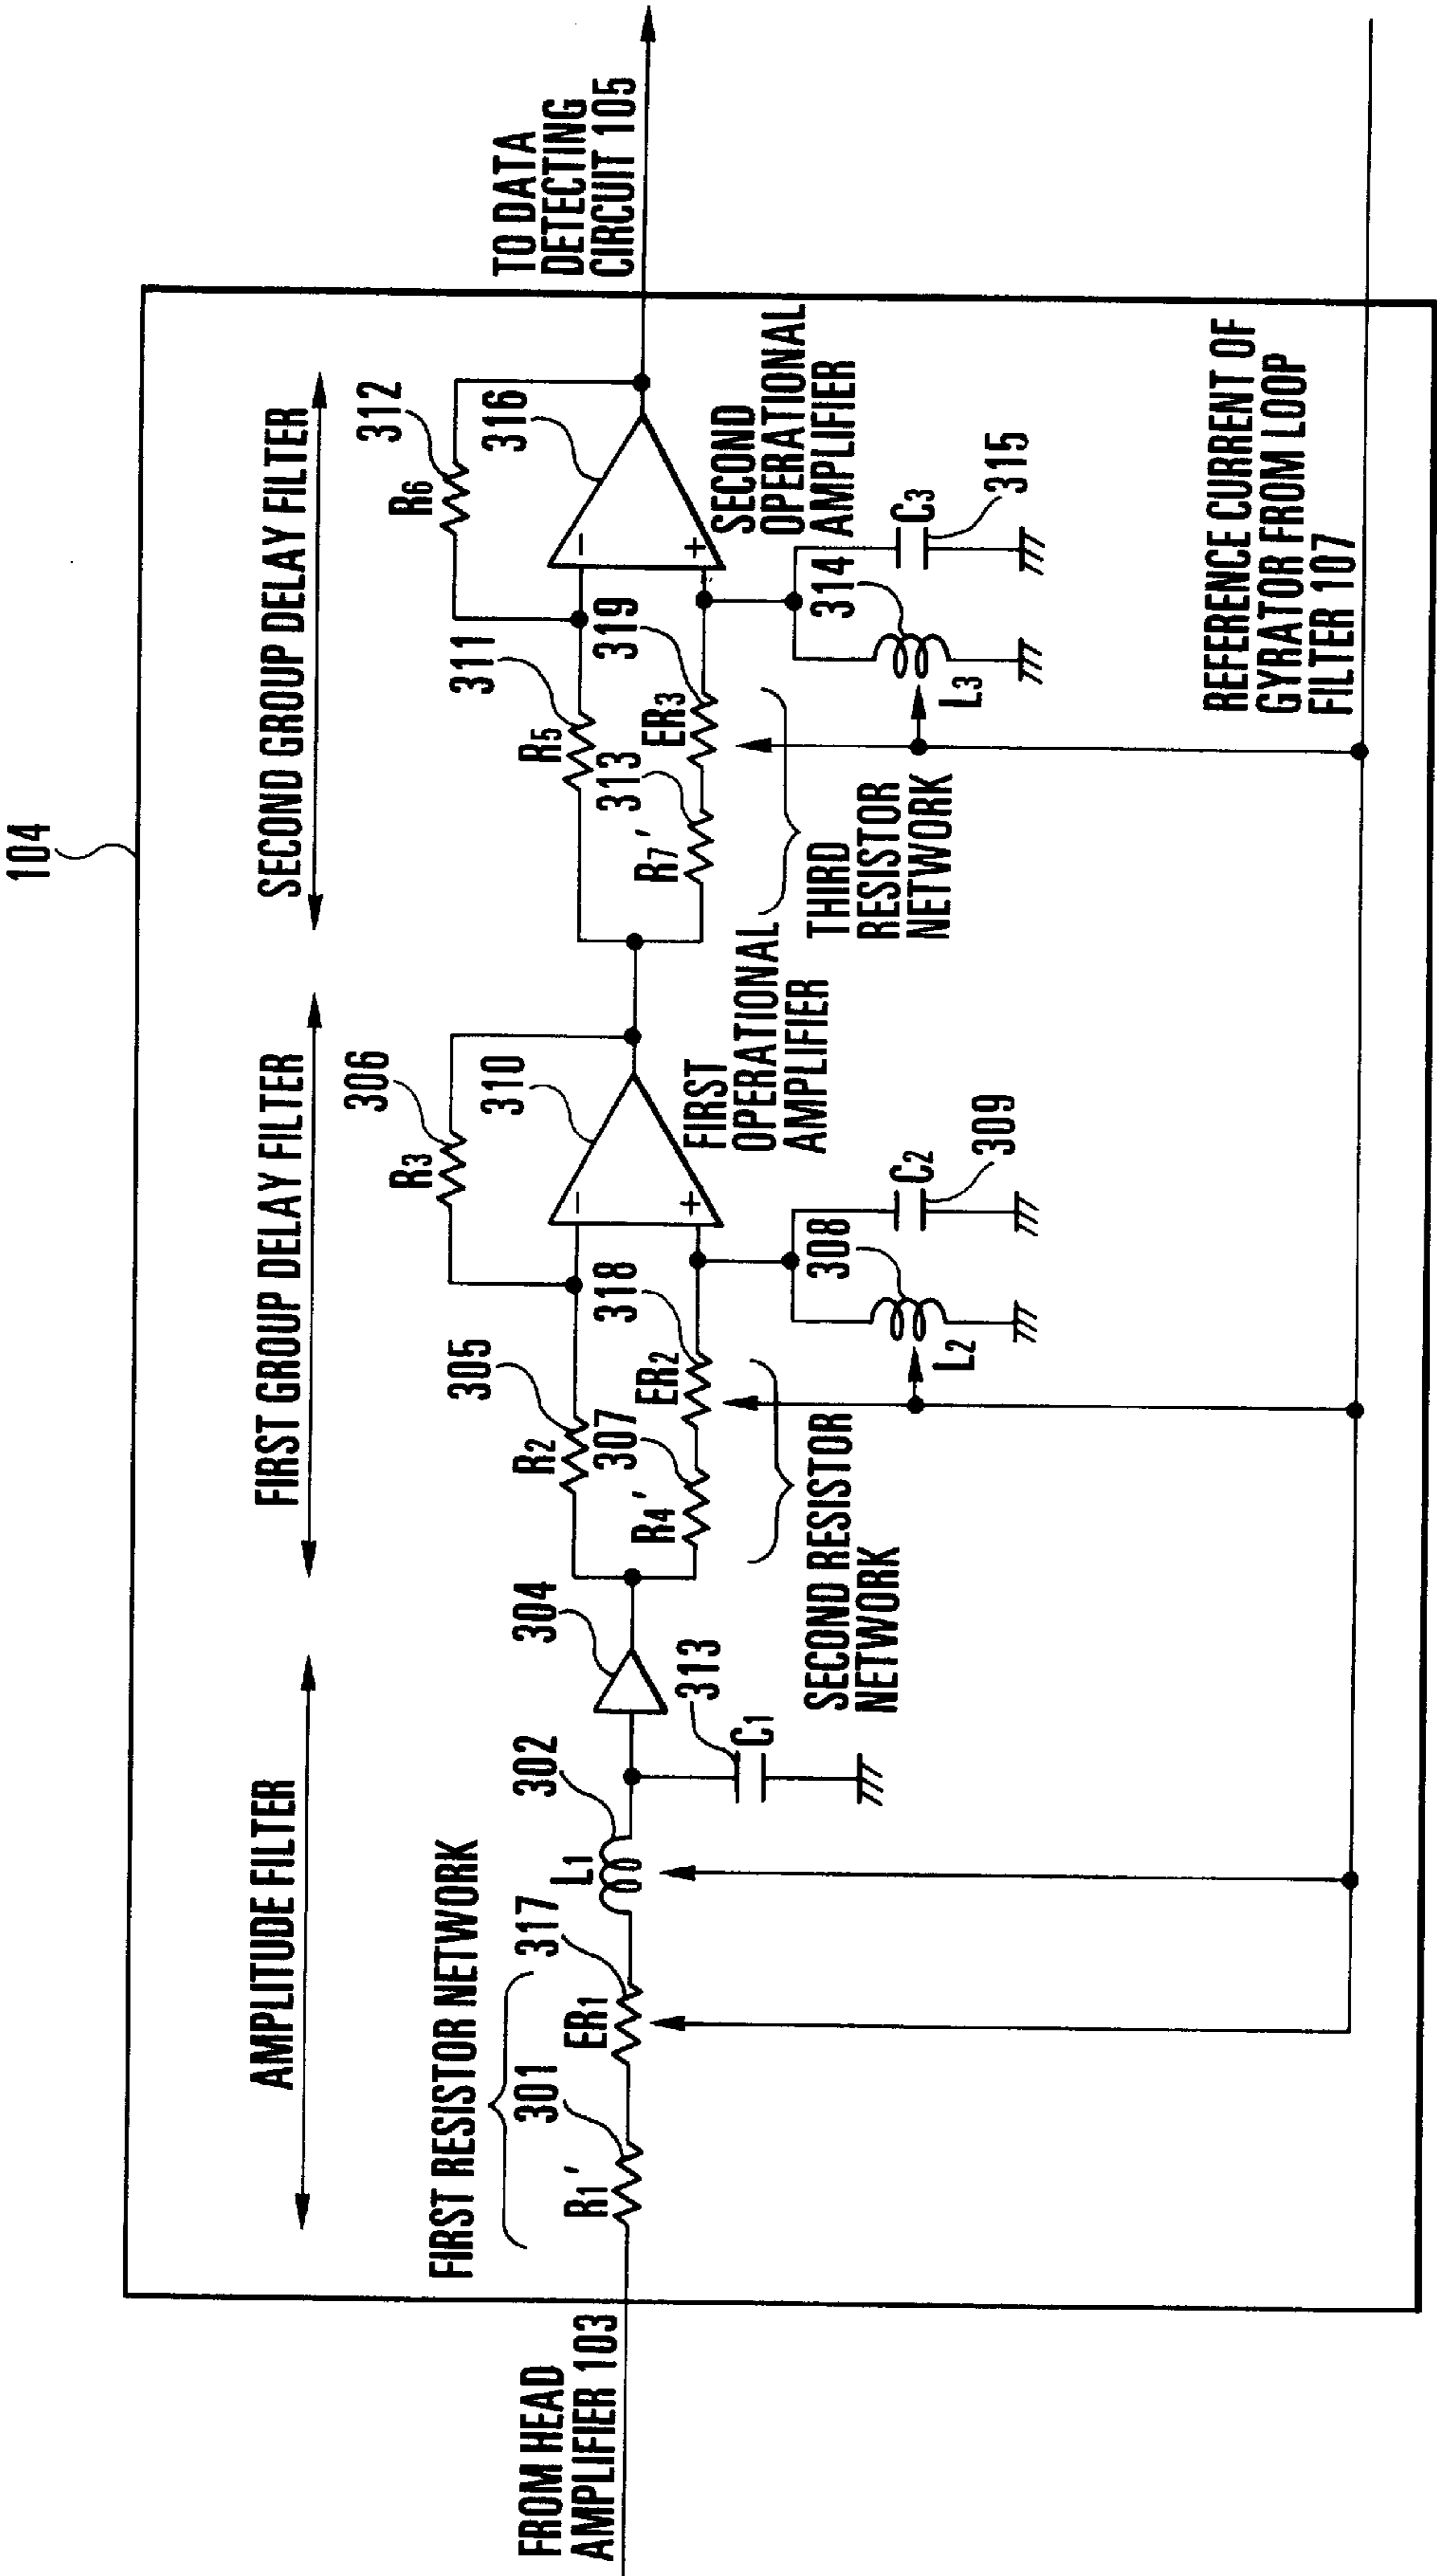 104
AMPLITUDE FILTER
FIRST GROUP DELAY FILTER
SECOND GROUP DELAY FILTER
FIRST RESISTOR NETWORK
FROM HEAD
AMPLIFIER 103
R1'
301
ER1
317
L1
302
313
C1
304
R2
305
R3
306
R4'
307
ER2
318
SECOND RESISTOR
NETWORK
−
+
310
FIRST
OPERATIONAL
AMPLIFIER
L2
308
C2
309
R5
311
R6
312
R7'
313
ER3
319
THIRD
RESISTOR
NETWORK
−
+
316
SECOND
OPERATIONAL
AMPLIFIER
L3
314
C3
315
TO DATA
DETECTING
CIRCUIT 105
REFERENCE CURRENT OF
GYRATOR FROM LOOP
FILTER 107